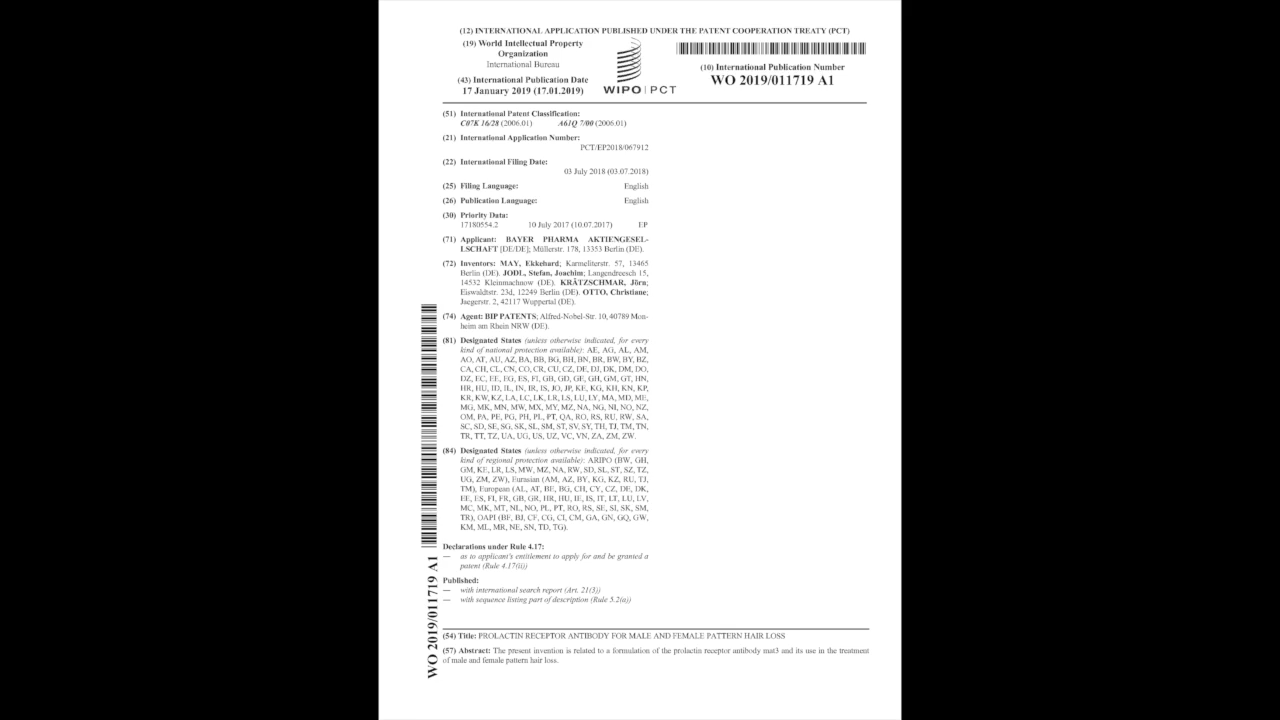 (12) INTERNATIONAL APPLICATION PUBLISHED UNDER THE PATENT COOPERATION TREATY (PCT)
(19) World Intellectual Property
Organization
International Bureau
(43) International Publication Date
17 January 2019 (17.01.2019)
WIPO | PCT
(10) International Publication Number
WO 2019/011719 A1
(51) International Patent Classification:
C07K 16/28 (2006.01) A61Q 7/00 (2006.01)
(21) International Application Number:
PCT/EP2018/067912
(22) International Filing Date:
03 July 2018 (03.07.2018)
(25) Filing Language: English
(26) Publication Language: English
(30) Priority Data:
17180554.2 10 July 2017 (10.07.2017) EP
(71) Applicant: BAYER PHARMA AKTIENGESEL-
LSCHAFT [DE/DE]; Müllerstr. 178, 13353 Berlin (DE).
(72) Inventors: MAY, Ekkehard; Karmeliterstr. 57, 13465
Berlin (DE). JODL, Stefan, Joachim; Langendreesch 15,
14532 Kleinmachnow (DE). KRÄTZSCHMAR, Jörn;
Eiswaldtstr. 23d, 12249 Berlin (DE). OTTO, Christiane;
Jaegerstr. 2, 42117 Wuppertal (DE).
(74) Agent: BIP PATENTS; Alfred-Nobel-Str. 10, 40789 Mon-
heim am Rhein NRW (DE).
(81) Designated States (unless otherwise indicated, for every
kind of national protection available): AE, AG, AL, AM,
AO, AT, AU, AZ, BA, BB, BG, BH, BN, BR, BW, BY, BZ,
CA, CH, CL, CN, CO, CR, CU, CZ, DE, DJ, DK, DM, DO,
DZ, EC, EE, EG, ES, FI, GB, GD, GE, GH, GM, GT, HN,
HR, HU, ID, IL, IN, IR, IS, JO, JP, KE, KG, KH, KN, KP,
KR, KW, KZ, LA, LC, LK, LR, LS, LU, LY, MA, MD, ME,
MG, MK, MN, MW, MX, MY, MZ, NA, NG, NI, NO, NZ,
OM, PA, PE, PG, PH, PL, PT, QA, RO, RS, RU, RW, SA,
SC, SD, SE, SG, SK, SL, SM, ST, SV, SY, TH, TJ, TM, TN,
TR, TT, TZ, UA, UG, US, UZ, VC, VN, ZA, ZM, ZW.
(84) Designated States (unless otherwise indicated, for every
kind of regional protection available): ARIPO (BW, GH,
GM, KE, LR, LS, MW, MZ, NA, RW, SD, SL, ST, SZ, TZ,
UG, ZM, ZW), Eurasian (AM, AZ, BY, KG, KZ, RU, TJ,
TM), European (AL, AT, BE, BG, CH, CY, CZ, DE, DK,
EE, ES, FI, FR, GB, GR, HR, HU, IE, IS, IT, LT, LU, LV,
MC, MK, MT, NL, NO, PL, PT, RO, RS, SE, SI, SK, SM,
TR), OAPI (BF, BJ, CF, CG, CI, CM, GA, GN, GQ, GW,
KM, ML, MR, NE, SN, TD, TG).
Declarations under Rule 4.17:
— as to applicant's entitlement to apply for and be granted a
patent (Rule 4.17(ii))
Published:
— with international search report (Art. 21(3))
— with sequence listing part of description (Rule 5.2(a))
WO 2019/011719 A1
(54) Title: PROLACTIN RECEPTOR ANTIBODY FOR MALE AND FEMALE PATTERN HAIR LOSS
(57) Abstract: The present invention is related to a formulation of the prolactin receptor antibody mat3 and its use in the treatment
of male and female pattern hair loss.